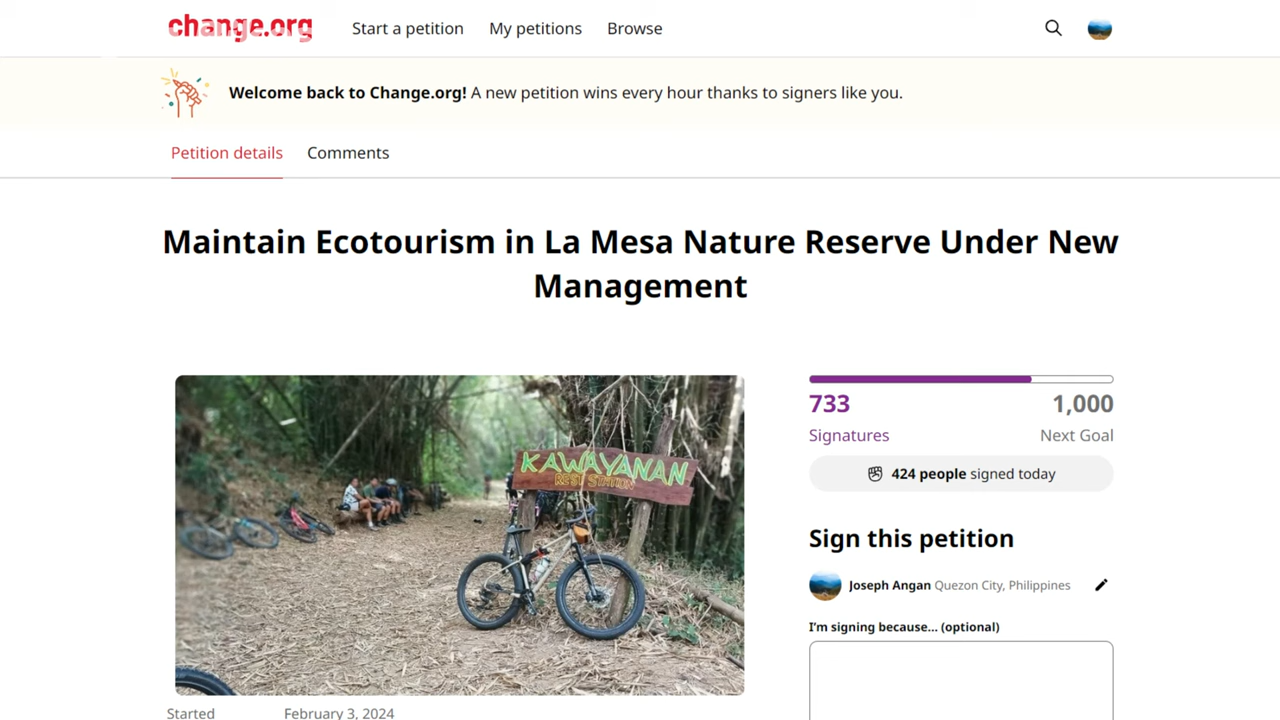 change.org
Start a petition
My petitions
Browse
Welcome back to Change.org! A new petition wins every hour thanks to signers like you.
Petition details
Comments
Maintain Ecotourism in La Mesa Nature Reserve Under New
Management
KAWAYANAN
REST STATION
733
1,000
Signatures
Next Goal
424 people signed today
Sign this petition
Joseph Angan Quezon City, Philippines
I'm signing because... (optional)
Started
February 3, 2024